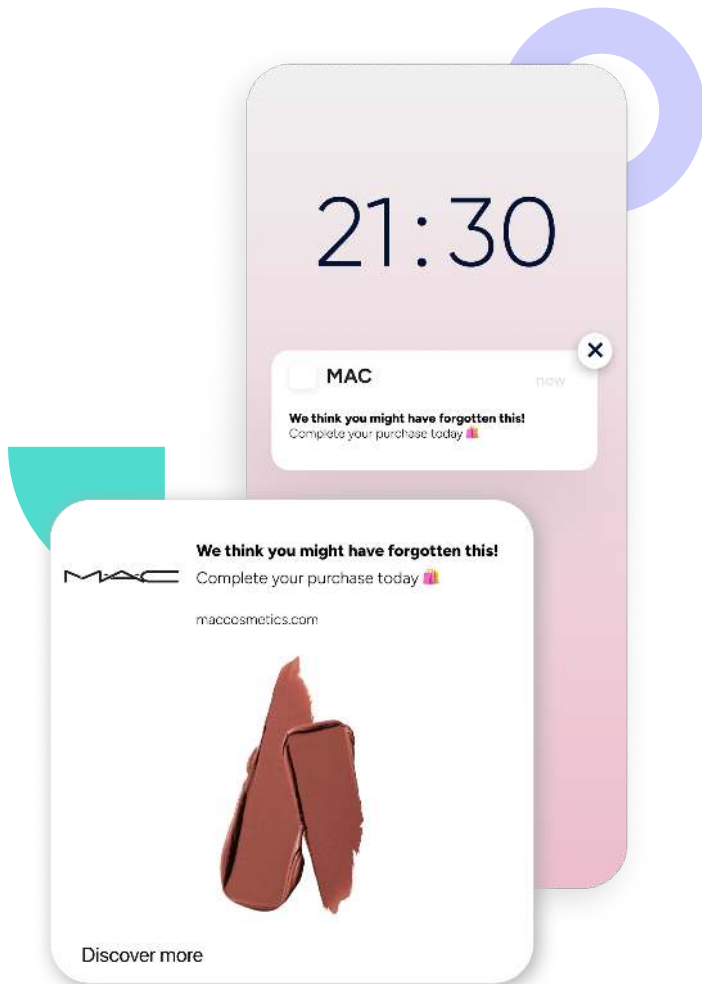 21:30
MAC
now
We think you might have forgotten this!
Complete your purchase today 🛍️
MAC
We think you might have forgotten this!
Complete your purchase today 🛍️
maccosmetics.com
Discover more